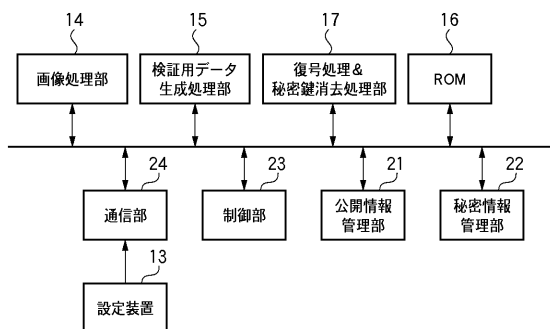 14
15
17
16
画像処理部
検証用データ
生成処理部
復号処理＆
秘密鍵消去処理部
ROM
24
23
21
22
通信部
制御部
公開情報
管理部
秘密情報
管理部
13
設定装置